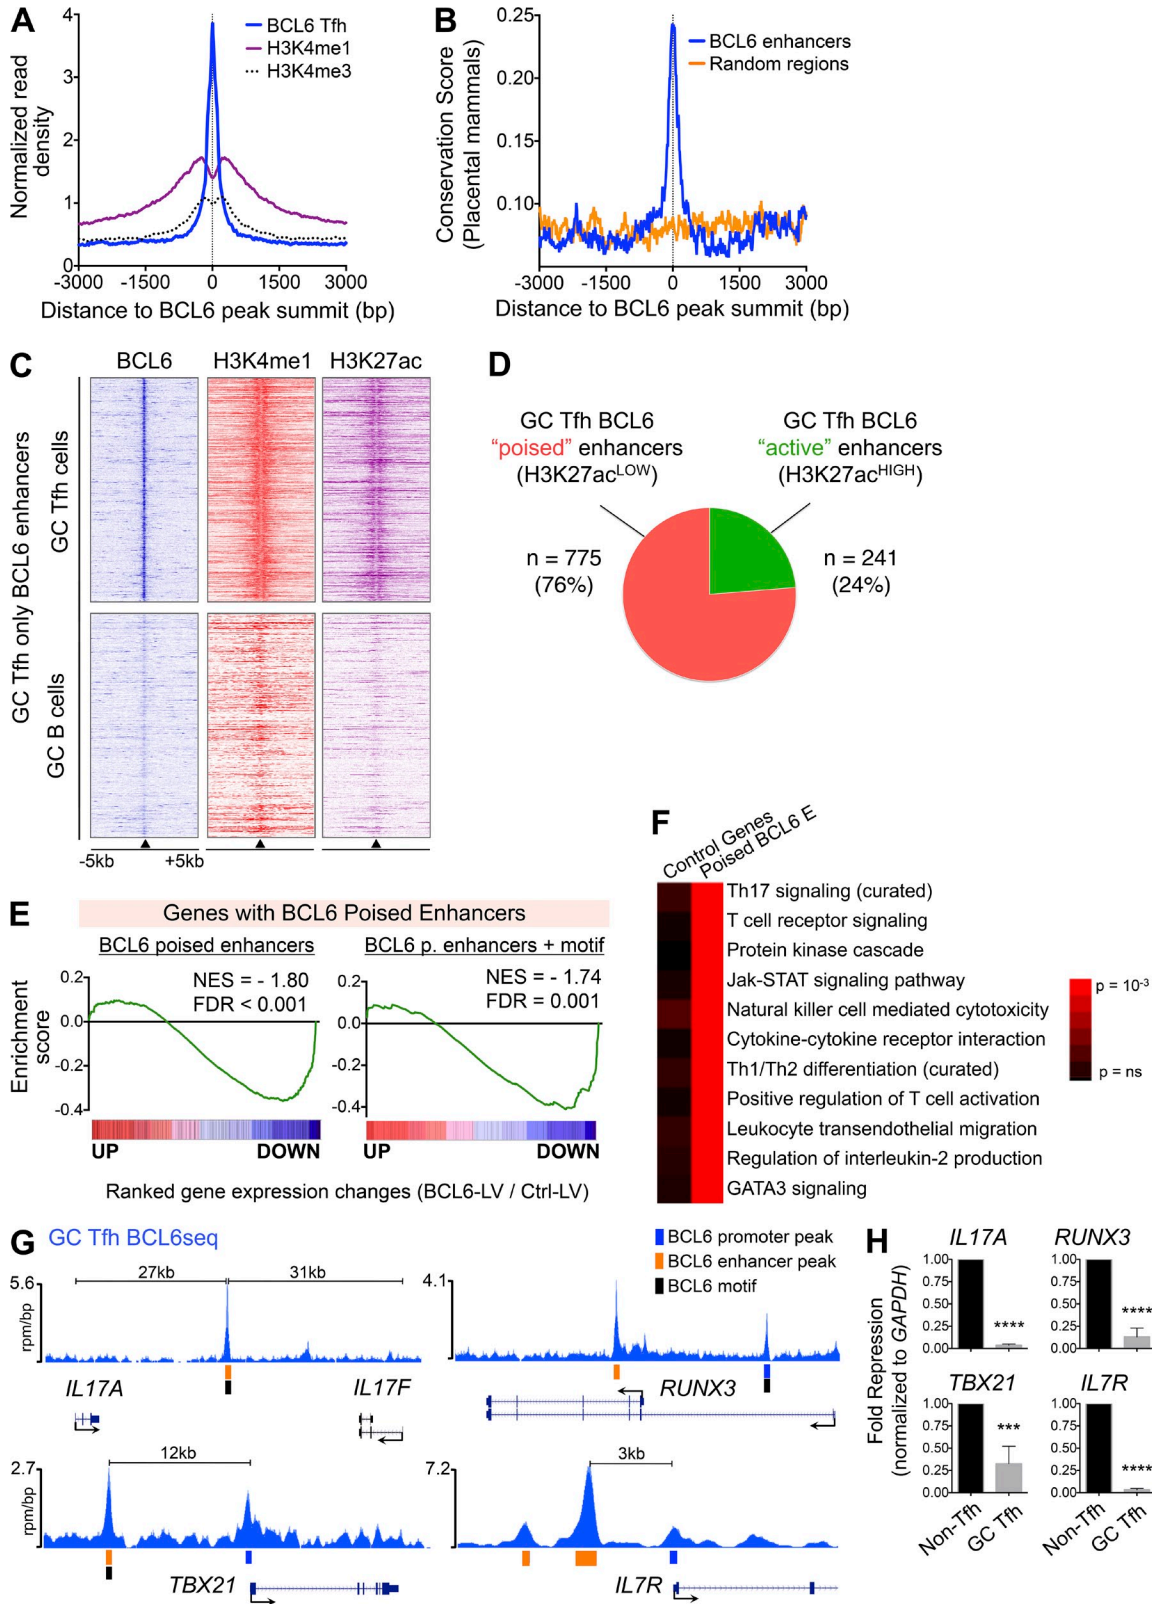 A
4
3
2
1
0
Normalized read
density
BCL6 Tfh
H3K4me1
H3K4me3
-3000 -1500 0 1500 3000
Distance to BCL6 peak summit (bp)
B
0.25
0.20
0.15
0.10
Conservation Score
(Placental mammals)
BCL6 enhancers
Random regions
-3000 -1500 0 1500 3000
Distance to BCL6 peak summit (bp)
C
BCL6 H3K4me1 H3K27ac
GC Tfh only BCL6 enhancers
GC Tfh cells
GC B cells
-5kb +5kb
D
GC Tfh BCL6
“poised” enhancers
(H3K27acLOW)
GC Tfh BCL6
“active” enhancers
(H3K27acHIGH)
n = 775
(76%)
n = 241
(24%)
E
Genes with BCL6 Poised Enhancers
BCL6 poised enhancers
NES = - 1.80
FDR < 0.001
0.2
0.0
-0.2
-0.4
Enrichment
score
UP DOWN
BCL6 p. enhancers + motif
NES = - 1.74
FDR = 0.001
0.2
0.0
-0.2
-0.4
UP DOWN
Ranked gene expression changes (BCL6-LV / Ctrl-LV)
F
Control Genes
Poised BCL6 E
Th17 signaling (curated)
T cell receptor signaling
Protein kinase cascade
Jak-STAT signaling pathway
Natural killer cell mediated cytotoxicity
Cytokine-cytokine receptor interaction
Th1/Th2 differentiation (curated)
Positive regulation of T cell activation
Leukocyte transendothelial migration
Regulation of interleukin-2 production
GATA3 signaling
p = 10-3
p = ns
G
GC Tfh BCL6seq
BCL6 promoter peak
BCL6 enhancer peak
BCL6 motif
5.6
rpm/bp
27kb 31kb
IL17A IL17F
4.1
RUNX3
2.7
rpm/bp
12kb
TBX21
7.2
3kb
IL7R
H
Fold Repression
(normalized to GAPDH)
IL17A
1.00
0.75
0.50
0.25
0.00
****
RUNX3
1.00
0.75
0.50
0.25
0.00
****
TBX21
1.00
0.75
0.50
0.25
0.00
***
Non-Tfh
GC Tfh
IL7R
1.00
0.75
0.50
0.25
0.00
****
Non-Tfh
GC Tfh